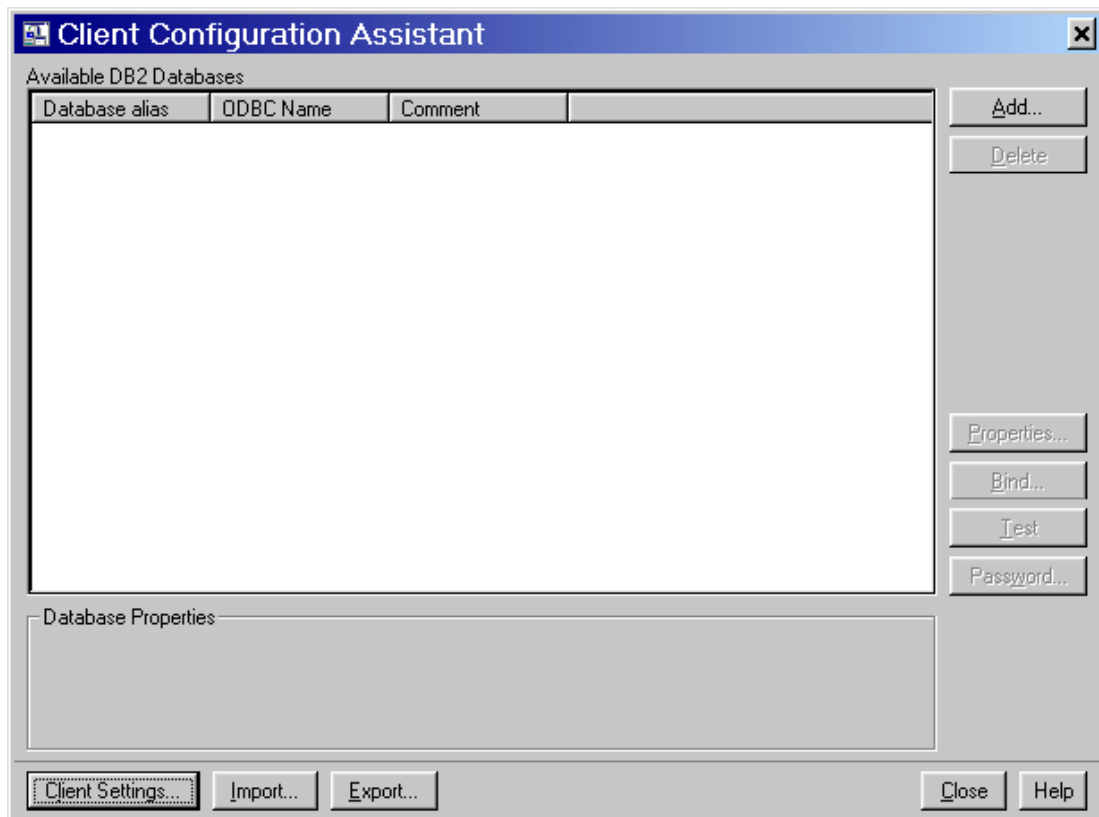 Client Configuration Assistant
Available DB2 Databases
Database alias ODBC Name Comment
Add...
Delete
Properties...
Bind...
Test
Password...
Database Properties
Client Settings... Import... Export... Close Help